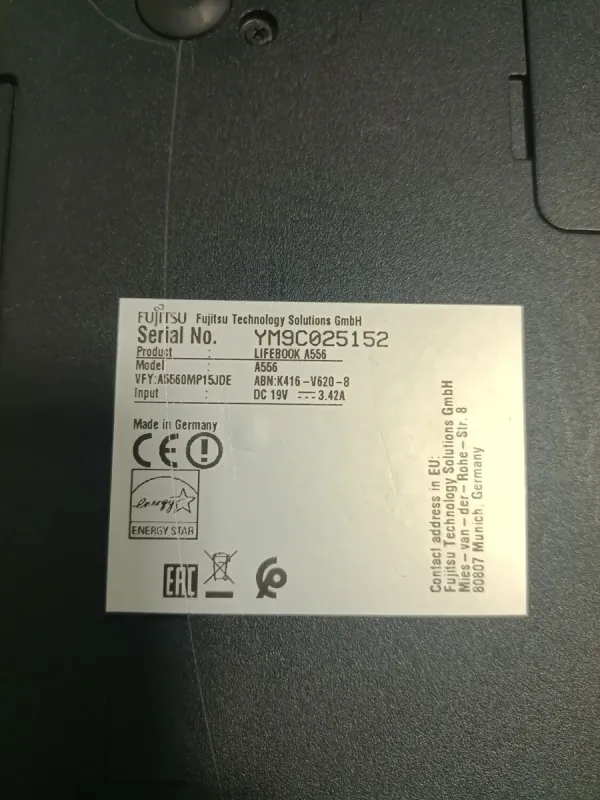 FUJITSU Fujitsu Technology Solutions GmbH
Serial No. YM9C025152
Product : LIFEBOOK A556
Model : A556
VFY:A5560MP15JDE ABN:K416-V620-8
Input : DC 19V ⎓ 3.42A
Made in Germany
CE
energy
ENERGY STAR
EAC
Contact address in EU:
Fujitsu Technology Solutions GmbH
Mies-van-der-Rohe-Str. 8
80807 Munich, Germany